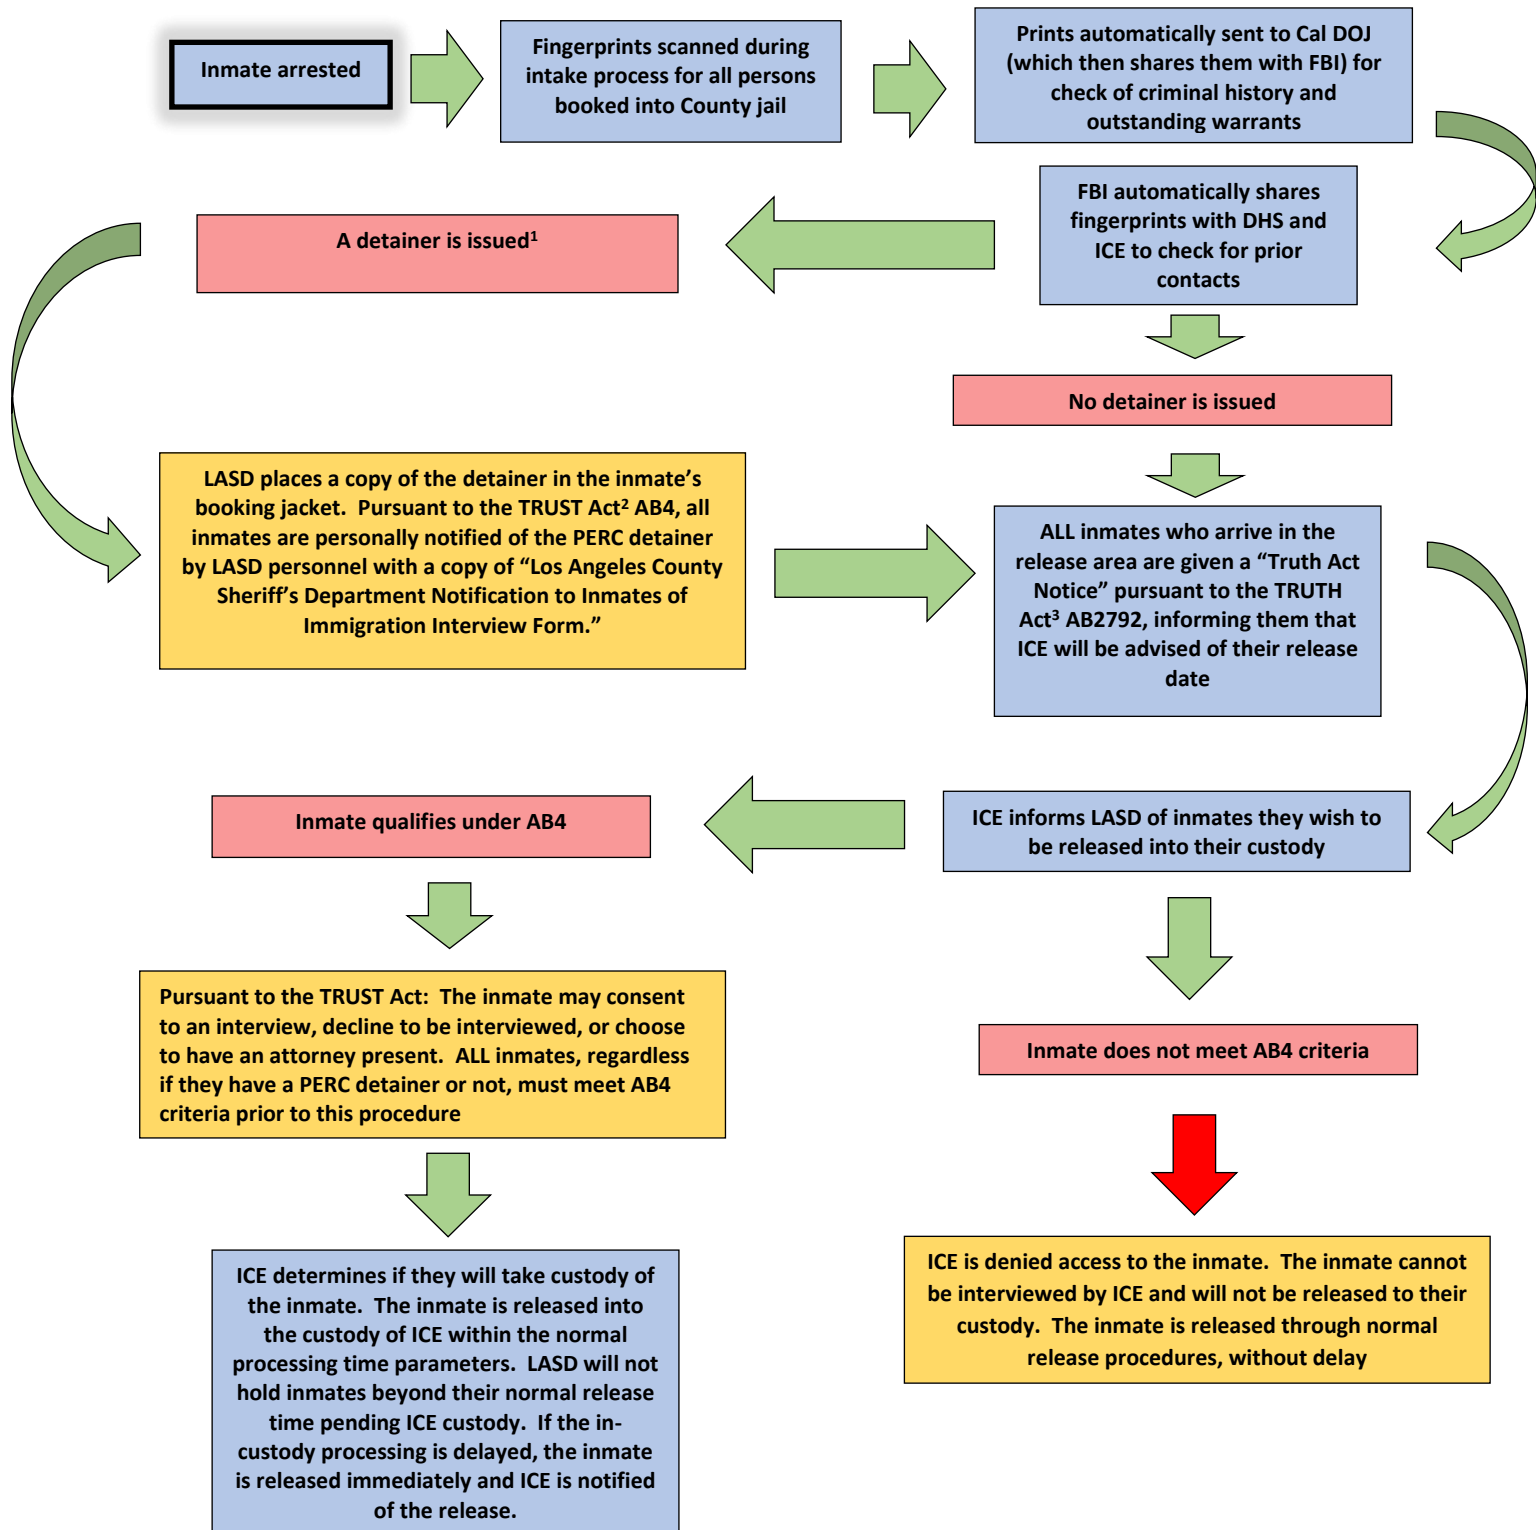 Inmate arrested
Fingerprints scanned during
intake process for all persons
booked into County jail
Prints automatically sent to Cal DOJ
(which then shares them with FBI) for
check of criminal history and
outstanding warrants
FBI automatically shares
fingerprints with DHS and
ICE to check for prior
contacts
A detainer is issued¹
No detainer is issued
LASD places a copy of the detainer in the inmate’s
booking jacket.  Pursuant to the TRUST Act² AB4, all
inmates are personally notified of the PERC detainer
by LASD personnel with a copy of “Los Angeles County
Sheriff’s Department Notification to Inmates of
Immigration Interview Form.”
ALL inmates who arrive in the
release area are given a “Truth Act
Notice” pursuant to the TRUTH
Act³ AB2792, informing them that
ICE will be advised of their release
date
ICE informs LASD of inmates they wish to
be released into their custody
Inmate qualifies under AB4
Pursuant to the TRUST Act:  The inmate may consent
to an interview, decline to be interviewed, or choose
to have an attorney present.  ALL inmates, regardless
if they have a PERC detainer or not, must meet AB4
criteria prior to this procedure
Inmate does not meet AB4 criteria
ICE determines if they will take custody of
the inmate.  The inmate is released into
the custody of ICE within the normal
processing time parameters.  LASD will not
hold inmates beyond their normal release
time pending ICE custody.  If the in-
custody processing is delayed, the inmate
is released immediately and ICE is notified
of the release.
ICE is denied access to the inmate.  The inmate cannot
be interviewed by ICE and will not be released to their
custody.  The inmate is released through normal
release procedures, without delay